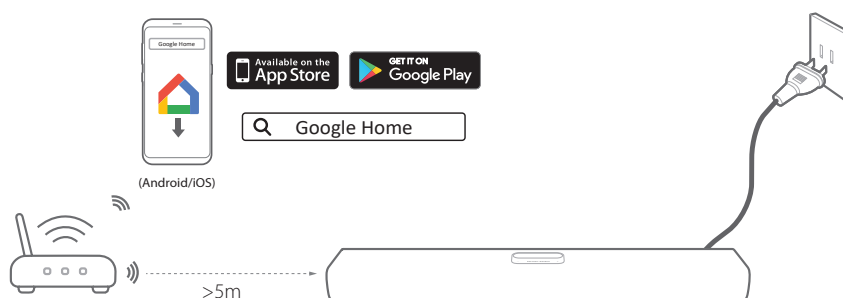 Google Home
Available on the
App Store
GET IT ON
Google Play
Google Home
(Android/iOS)
>5m